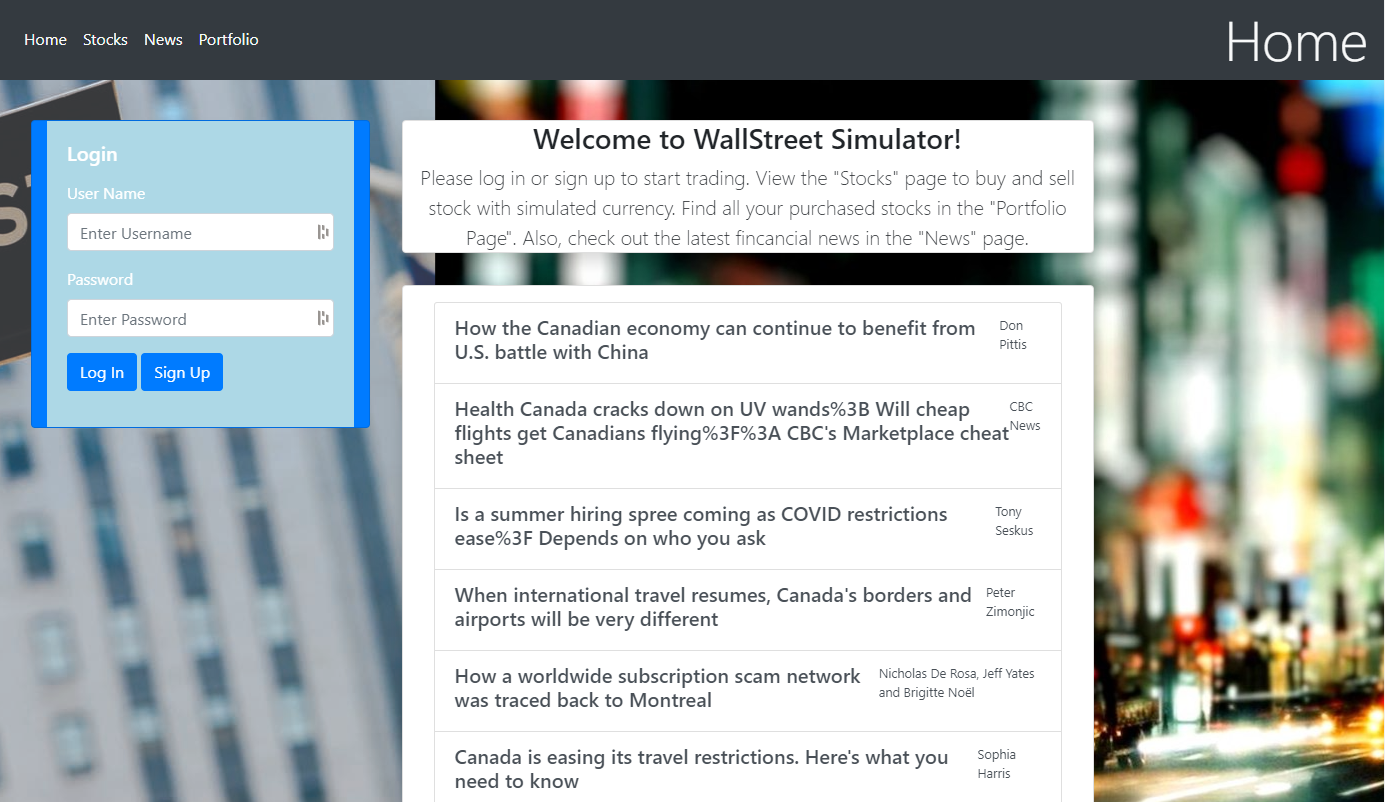 Home Stocks News Portfolio
Home
Login
User Name
Enter Username
Password
Enter Password
Log In Sign Up
Welcome to WallStreet Simulator!
Please log in or sign up to start trading. View the "Stocks" page to buy and sell
stock with simulated currency. Find all your purchased stocks in the "Portfolio
Page". Also, check out the latest fincancial news in the "News" page.
How the Canadian economy can continue to benefit from
U.S. battle with China
Don
Pittis
Health Canada cracks down on UV wands%3B Will cheap
flights get Canadians flying%3F%3A CBC's Marketplace cheat
sheet
CBC
News
Is a summer hiring spree coming as COVID restrictions
ease%3F Depends on who you ask
Tony
Seskus
When international travel resumes, Canada's borders and
airports will be very different
Peter
Zimonjic
How a worldwide subscription scam network
was traced back to Montreal
Nicholas De Rosa, Jeff Yates
and Brigitte Noël
Canada is easing its travel restrictions. Here's what you
need to know
Sophia
Harris